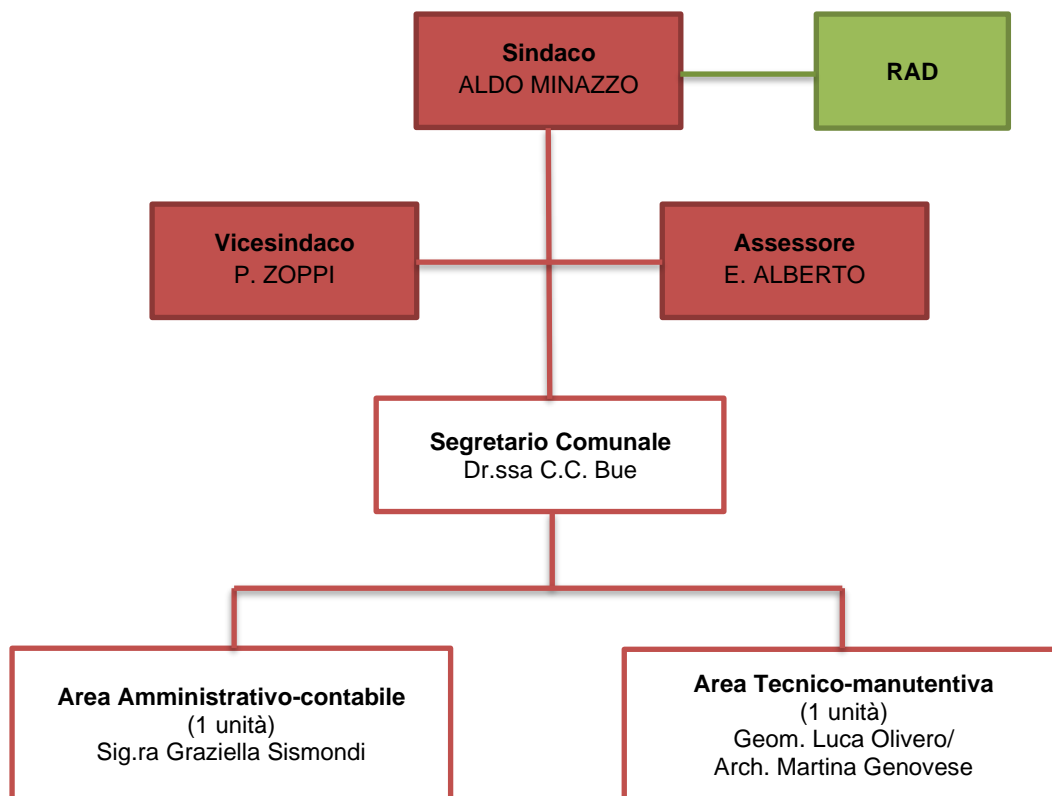 Sindaco
ALDO MINAZZO
RAD
Vicesindaco
P. ZOPPI
Assessore
E. ALBERTO
Segretario Comunale
Dr.ssa C.C. Bue
Area Amministrativo-contabile
(1 unità)
Sig.ra Graziella Sismondi
Area Tecnico-manutentiva
(1 unità)
Geom. Luca Olivero/
Arch. Martina Genovese